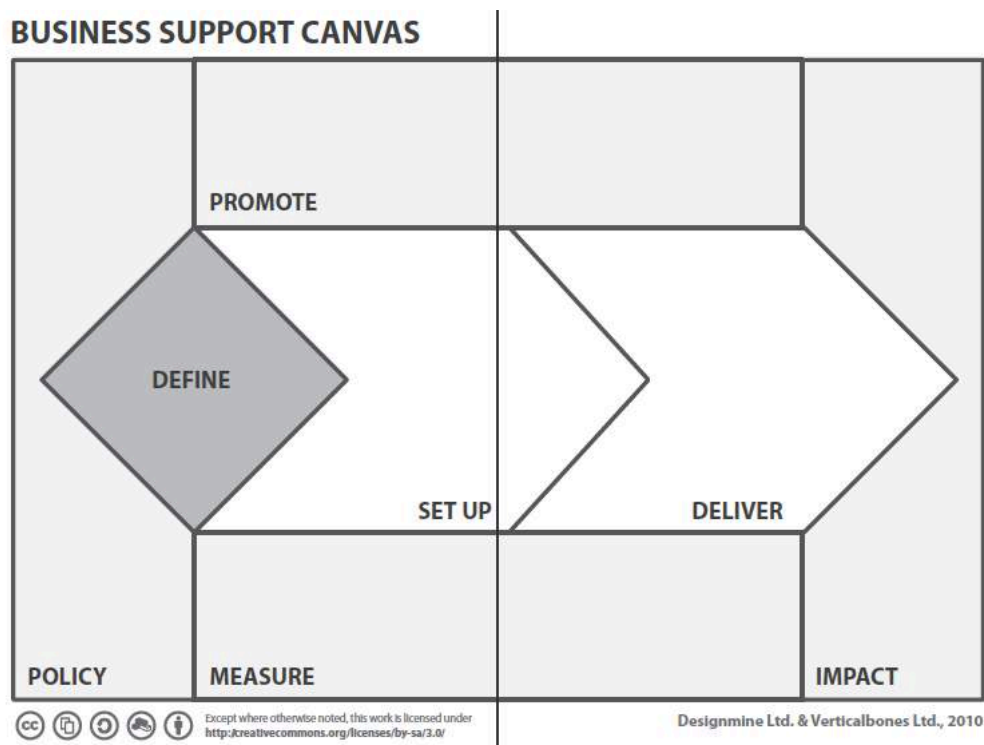 BUSINESS SUPPORT CANVAS
PROMOTE
DEFINE
SET UP
DELIVER
POLICY
MEASURE
IMPACT
cc
Except where otherwise noted, this work is licensed under
http:/creativecommons.org/licenses/by-sa/3.0/
Designmine Ltd. & Verticalbones Ltd., 2010